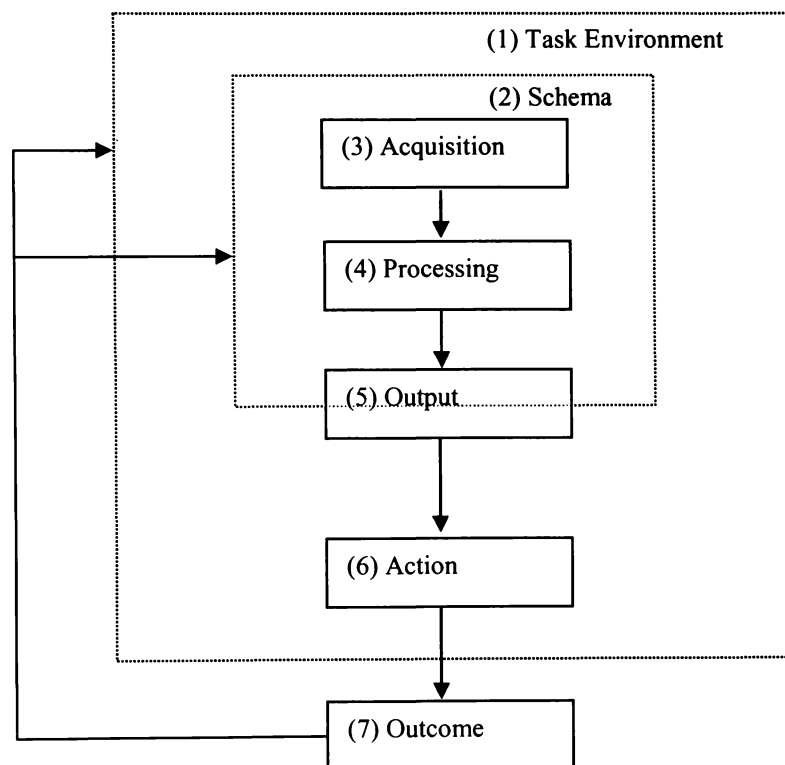 (1) Task Environment
(2) Schema
(3) Acquisition
(4) Processing
(5) Output
(6) Action
(7) Outcome